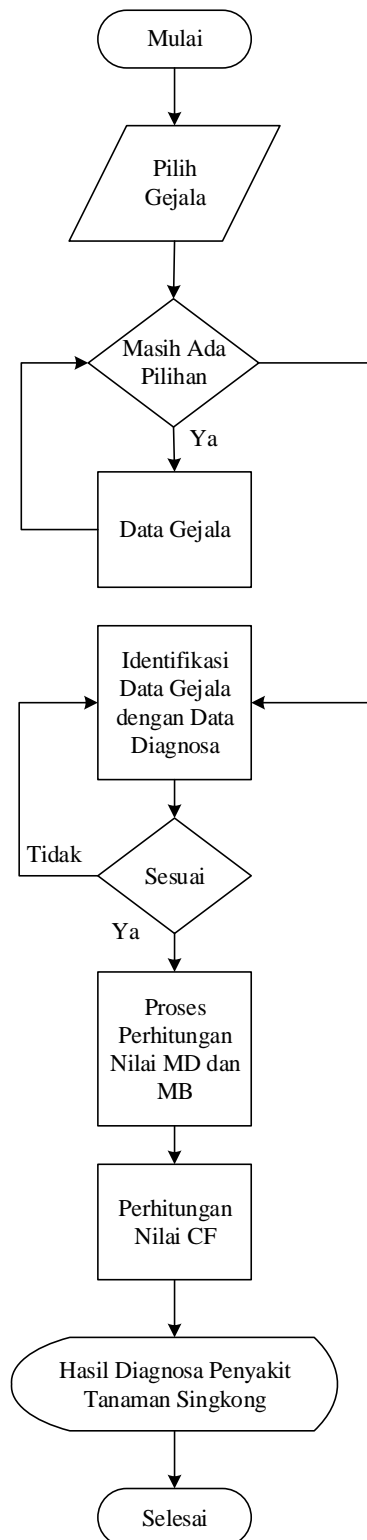 Mulai
Pilih
Gejala
Masih Ada
Pilihan
Ya
Data Gejala
Identifikasi
Data Gejala
dengan Data
Diagnosa
Tidak
Sesuai
Ya
Proses
Perhitungan
Nilai MD dan
MB
Perhitungan
Nilai CF
Hasil Diagnosa Penyakit
Tanaman Singkong
Selesai